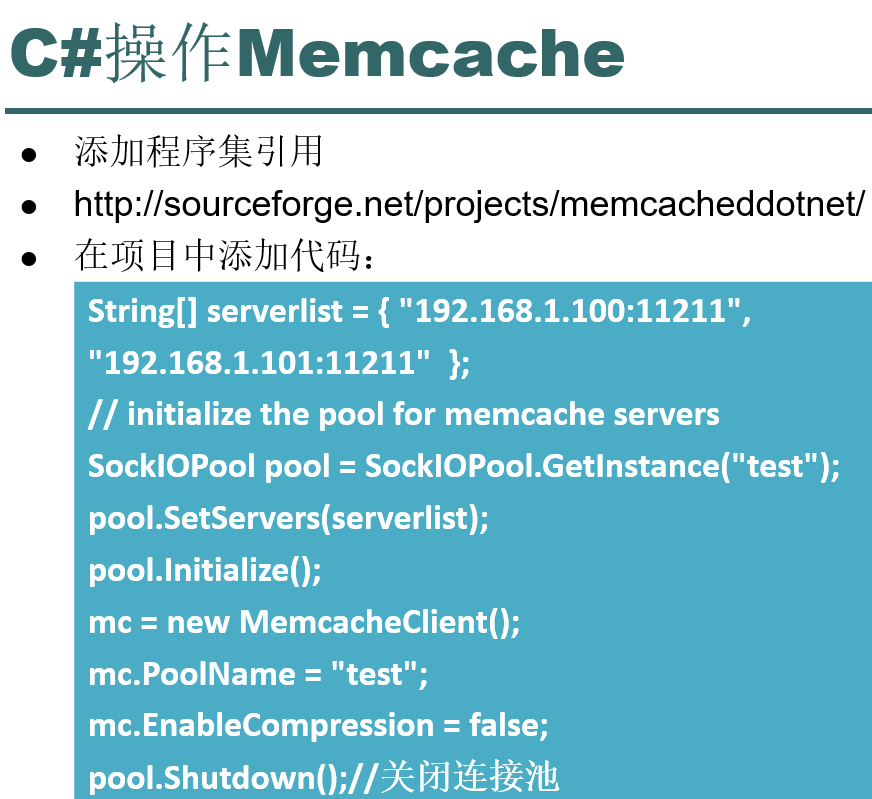 C#操作Memcache
● 添加程序集引用
● http://sourceforge.net/projects/memcacheddotnet/
● 在项目中添加代码：
String[] serverlist = { "192.168.1.100:11211",
"192.168.1.101:11211"  };
// initialize the pool for memcache servers
SockIOPool pool = SockIOPool.GetInstance("test");
pool.SetServers(serverlist);
pool.Initialize();
mc = new MemcacheClient();
mc.PoolName = "test";
mc.EnableCompression = false;
pool.Shutdown();//关闭连接池